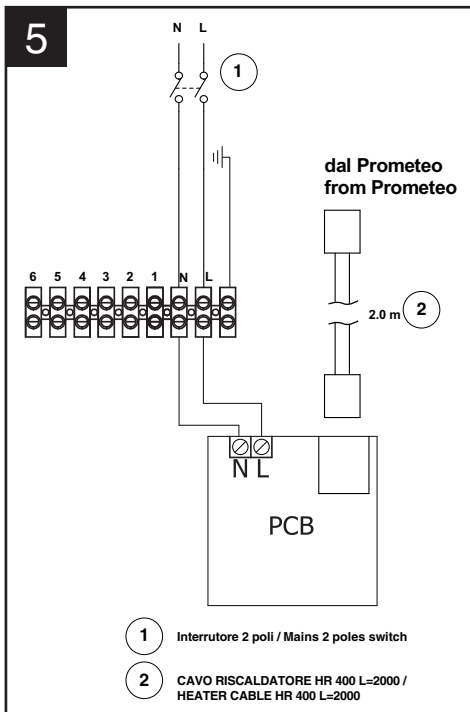 5
N L
1
dal Prometeo
from Prometeo
6 5 4 3 2 1 N L
2.0 m 2
N L
PCB
1 Interrutore 2 poli / Mains 2 poles switch
2 CAVO RISCALDATORE HR 400 L=2000 /
HEATER CABLE HR 400 L=2000